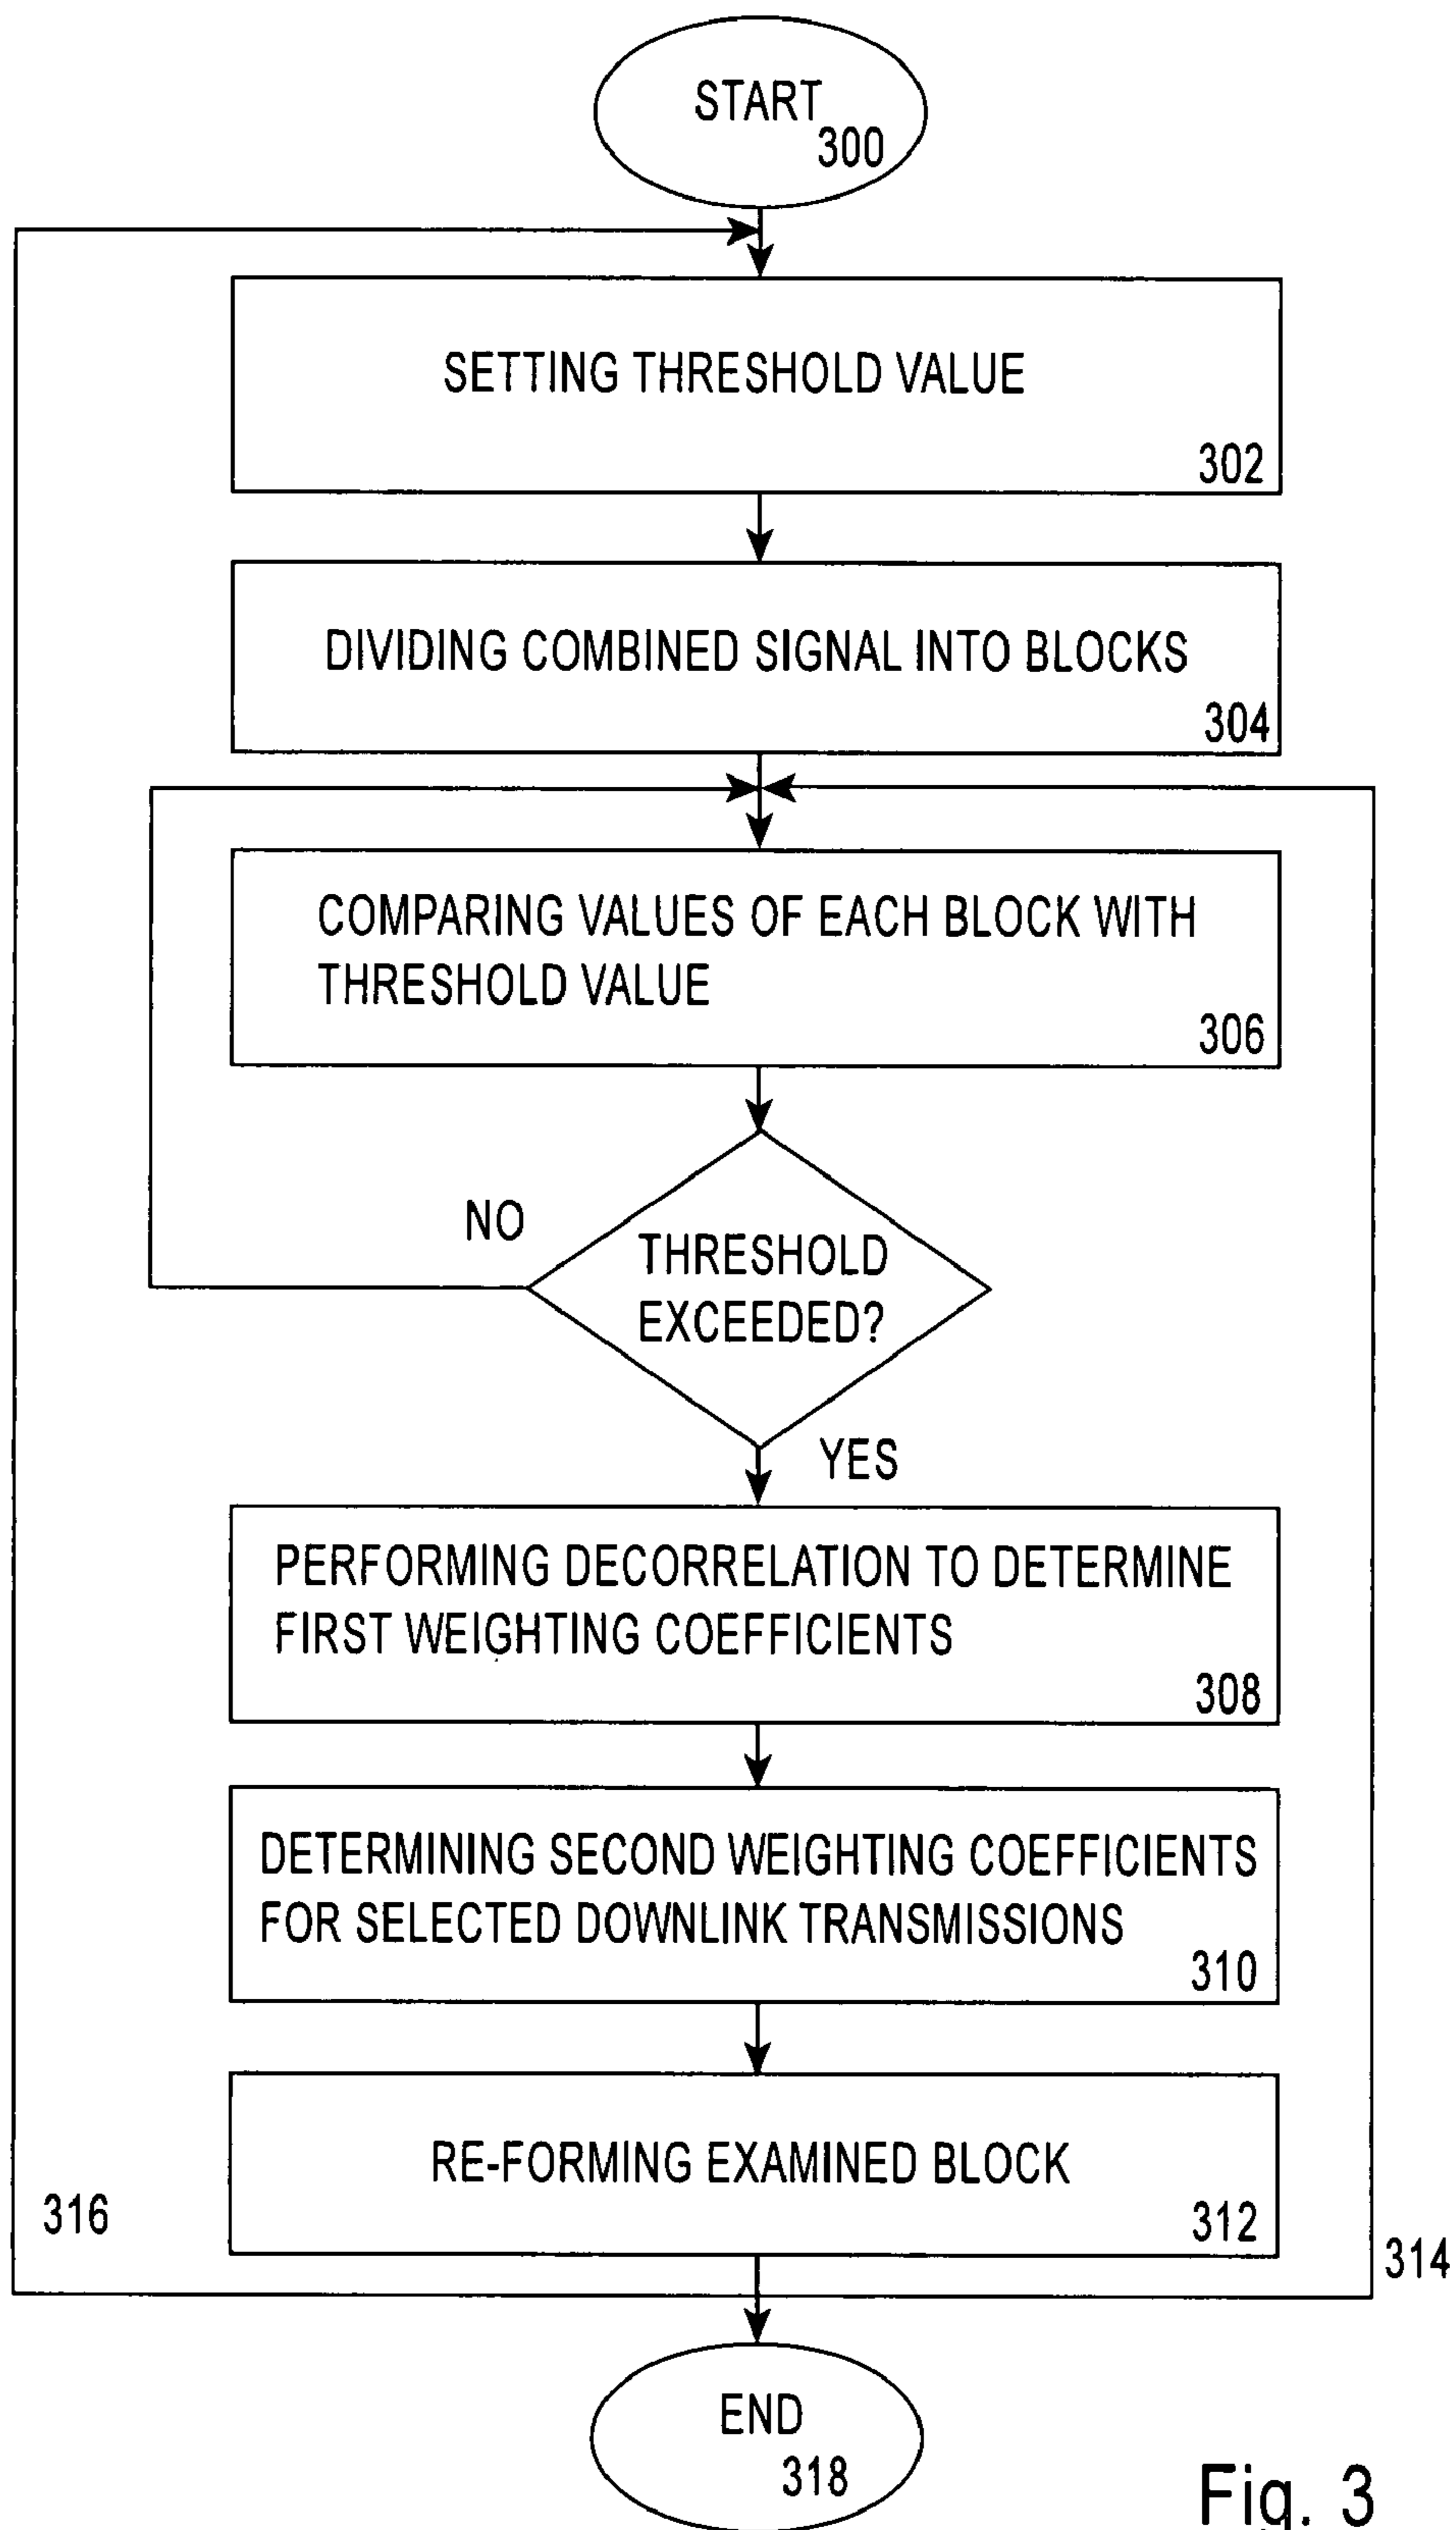 START
300
SETTING THRESHOLD VALUE
302
DIVIDING COMBINED SIGNAL INTO BLOCKS
304
COMPARING VALUES OF EACH BLOCK WITH
THRESHOLD VALUE
306
NO
THRESHOLD
EXCEEDED?
YES
PERFORMING DECORRELATION TO DETERMINE
FIRST WEIGHTING COEFFICIENTS
308
DETERMINING SECOND WEIGHTING COEFFICIENTS
FOR SELECTED DOWNLINK TRANSMISSIONS
310
RE-FORMING EXAMINED BLOCK
312
316
314
END
318
Fig. 3